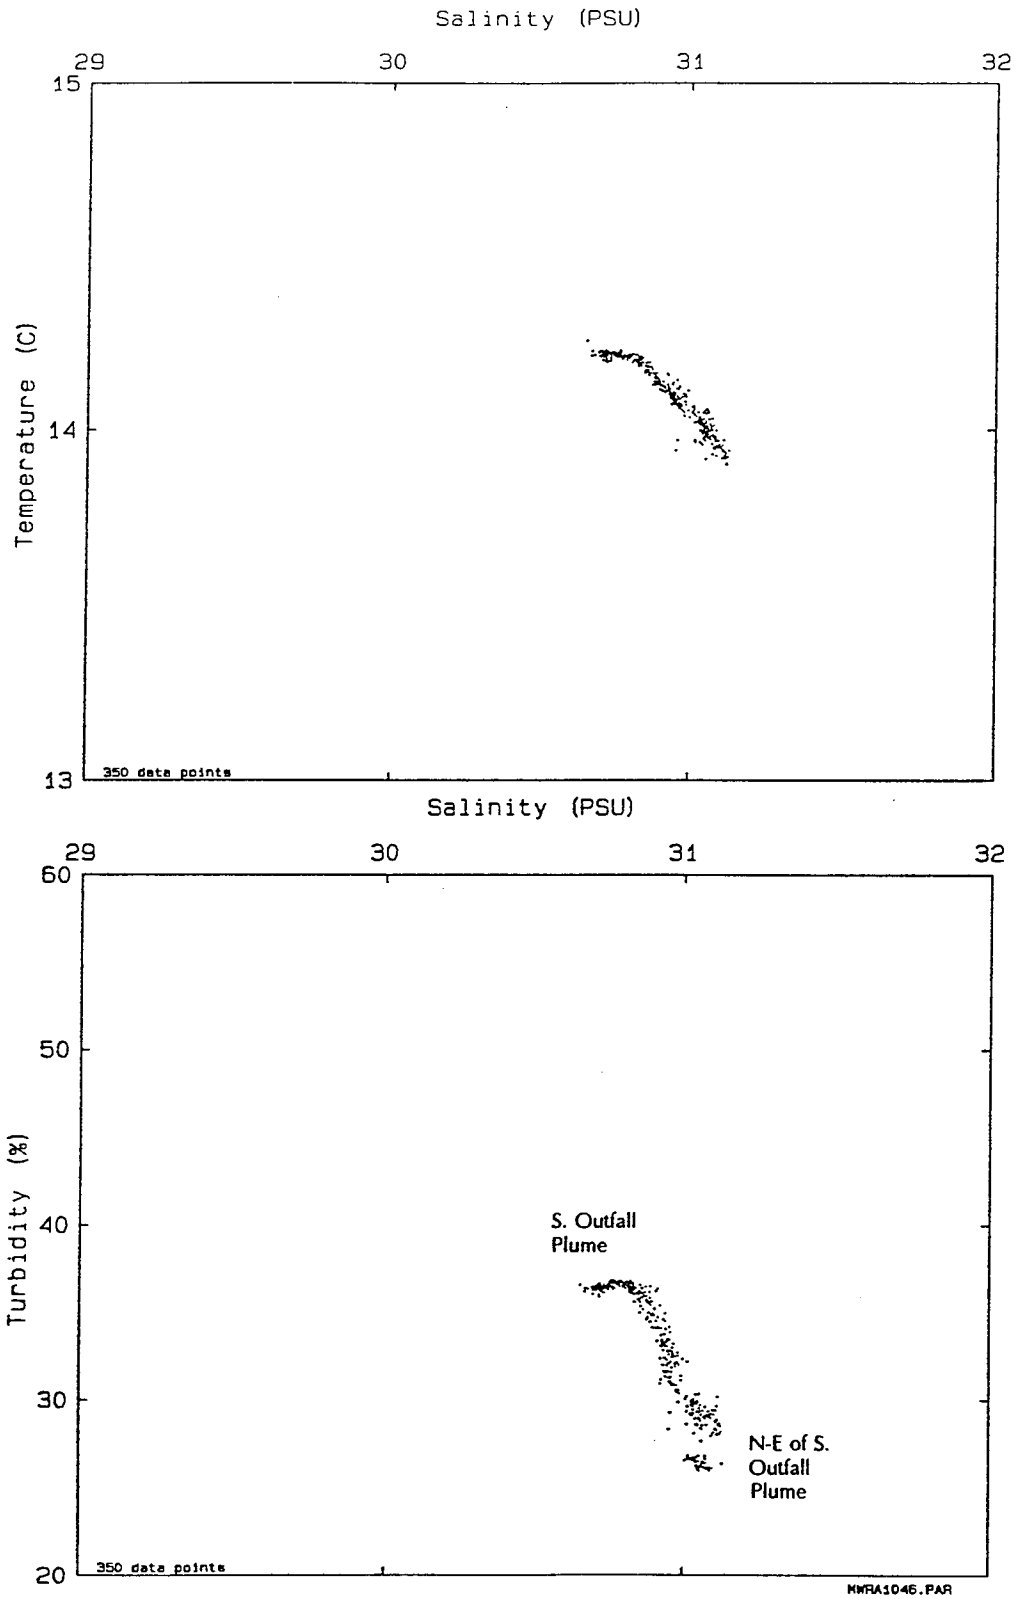 Salinity (PSU)
29 30 31 32
15
14
13
Temperature (C)
350 data points
Salinity (PSU)
29 30 31 32
60
50
40
30
20
Turbidity (%)
S. Outfall
Plume
N-E of S.
Outfall
Plume
350 data points
MWRA1046.PAR